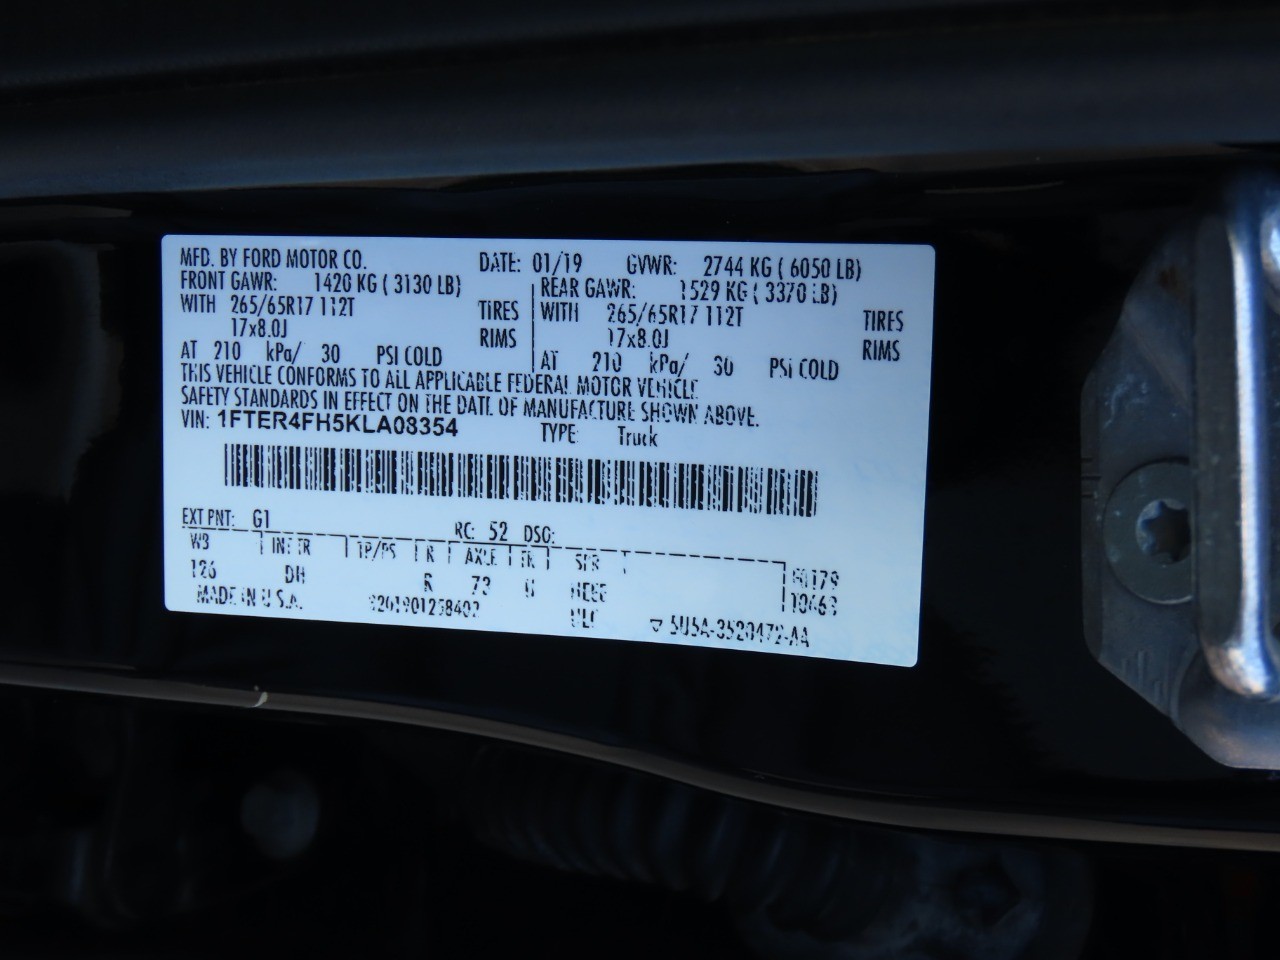 MFD. BY FORD MOTOR CO. DATE: 01/19 GVWR: 2744 KG ( 6050 LB)
FRONT GAWR: 1420 KG ( 3130 LB) REAR GAWR: 1529 KG ( 3370 LB)
WITH 265/65R17 112T TIRES WITH 265/65R17 112T TIRES
17x8.0J RIMS 17x8.0J RIMS
AT 210 kPa/ 30 PSI COLD AT 210 kPa/ 30 PSI COLD
THIS VEHICLE CONFORMS TO ALL APPLICABLE FEDERAL MOTOR VEHICLE
SAFETY STANDARDS IN EFFECT ON THE DATE OF MANUFACTURE SHOWN ABOVE.
VIN: 1FTER4FH5KLA08354 TYPE: Truck
EXT PNT: G1 RC: 52 DSO:
WB INT TR TP/PS R AXLE TR SPR
126 DH R 73
MADE IN U.S.A.